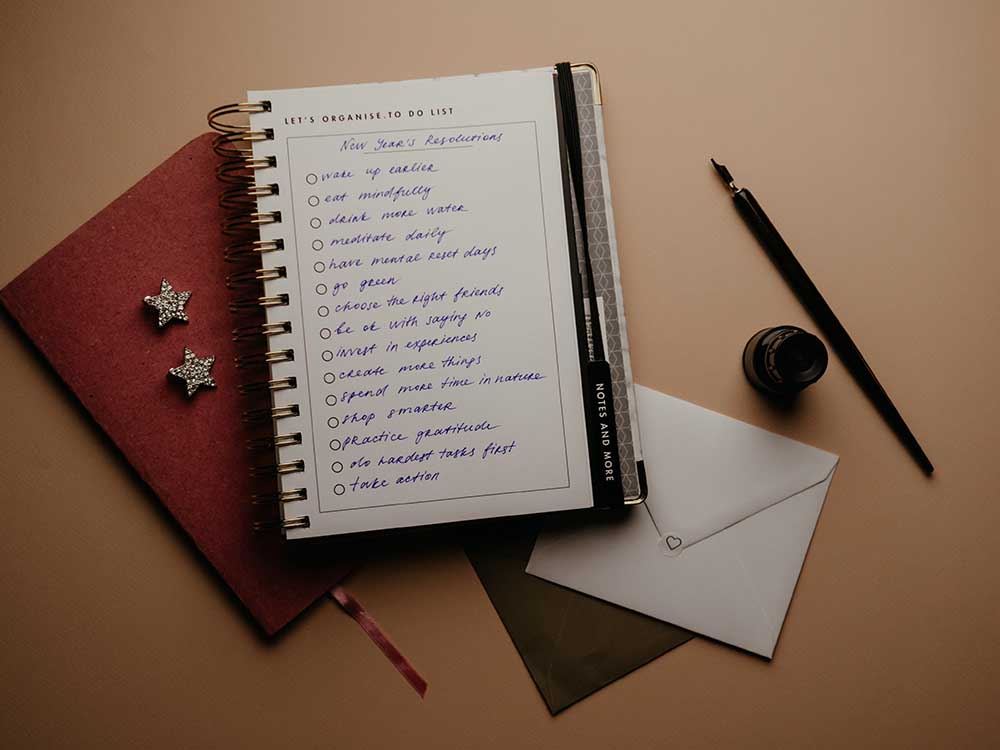 LET'S ORGANISE.TO DO LIST
New Year's Resolutions
wake up earlier
eat mindfully
drink more water
meditate daily
have mental reset days
go green
choose the right friends
be ok with saying No
invest in experiences
create more things
spend more time in nature
shop smarter
practice gratitude
do hardest tasks first
take action
NOTES AND MORE